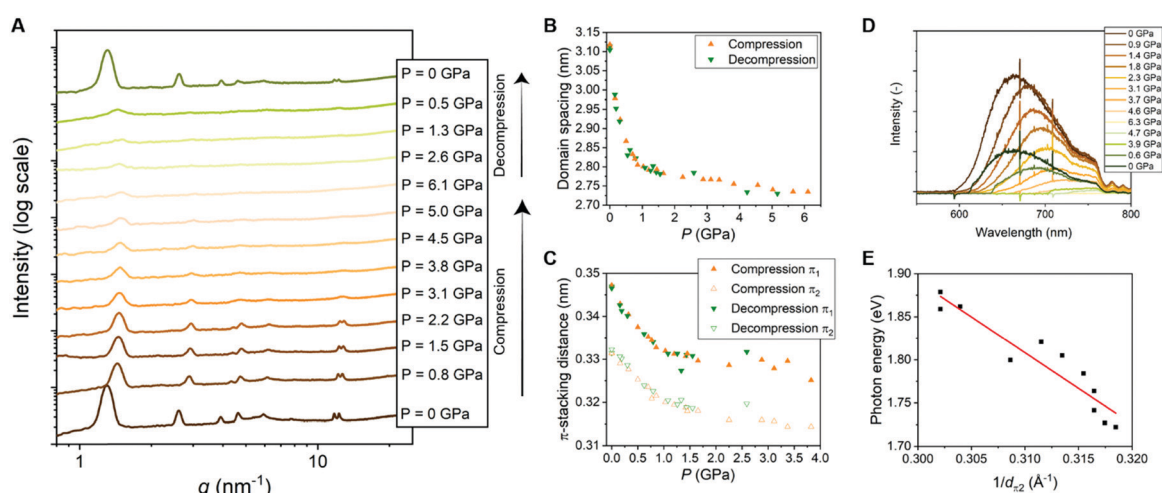 A
Intensity (log scale)
P = 0 GPa
P = 0.5 GPa
P = 1.3 GPa
P = 2.6 GPa
P = 6.1 GPa
P = 5.0 GPa
P = 4.5 GPa
P = 3.8 GPa
P = 3.1 GPa
P = 2.2 GPa
P = 1.5 GPa
P = 0.8 GPa
P = 0 GPa
Decompression
Compression
1
10
q (nm⁻¹)
B
Domain spacing (nm)
3.15
3.10
3.05
3.00
2.95
2.90
2.85
2.80
2.75
2.70
Compression
Decompression
0 1 2 3 4 5 6
P (GPa)
C
π-stacking distance (nm)
0.35
0.34
0.33
0.32
0.31
Compression π₁
Compression π₂
Decompression π₁
Decompression π₂
0.0 0.5 1.0 1.5 2.0 2.5 3.0 3.5 4.0
P (GPa)
D
Intensity (-)
0 GPa
0.9 GPa
1.4 GPa
1.8 GPa
2.3 GPa
3.1 GPa
3.7 GPa
4.6 GPa
6.3 GPa
4.7 GPa
3.9 GPa
0.6 GPa
0 GPa
600 700 800
Wavelength (nm)
E
Photon energy (eV)
1.90
1.85
1.80
1.75
1.70
0.300 0.305 0.310 0.315 0.320
1/dπ2 (Å⁻¹)